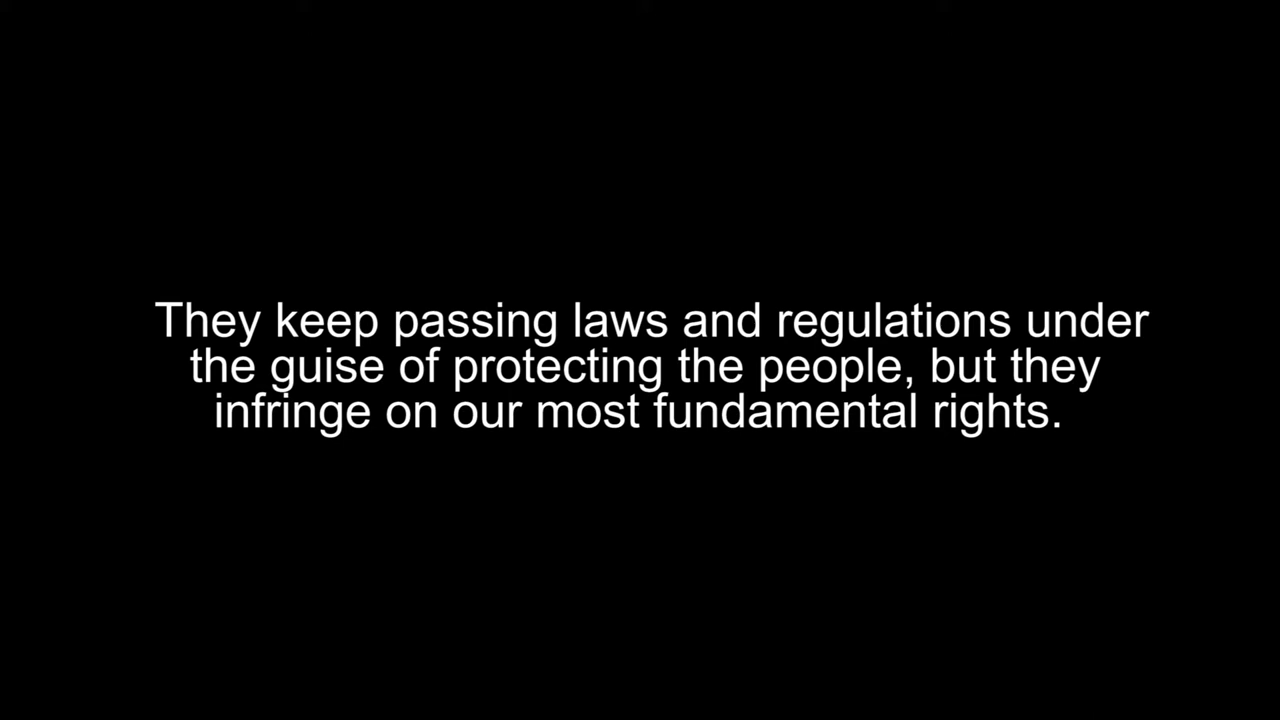 They keep passing laws and regulations under
the guise of protecting the people, but they
infringe on our most fundamental rights.